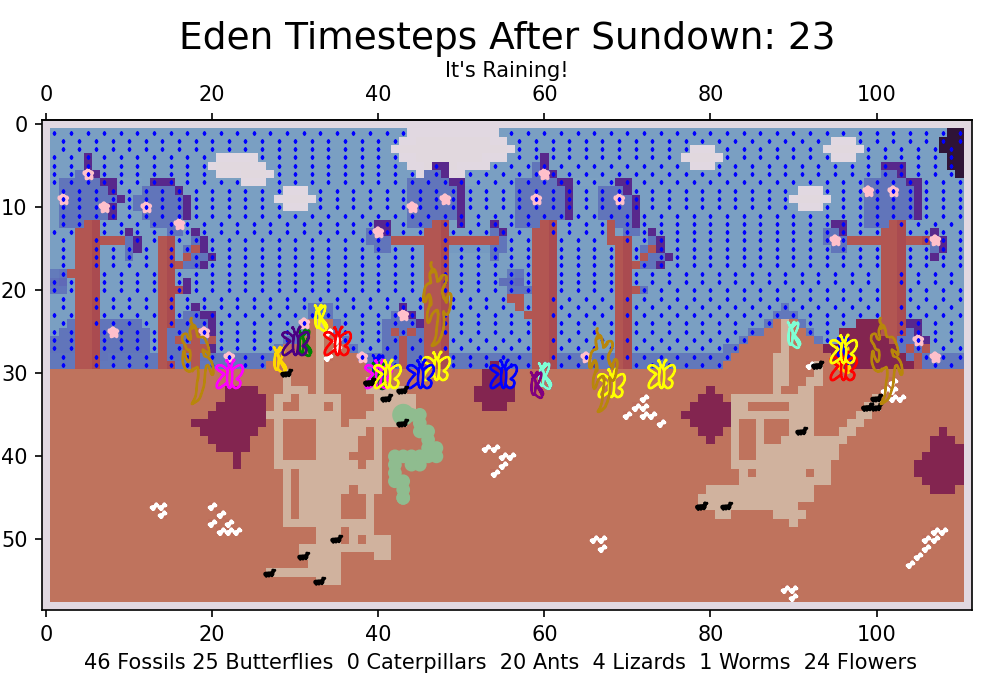 Eden Timesteps After Sundown: 23
It's Raining!
0 20 40 60 80 100
0
10
20
30
40
50
0 20 40 60 80 100
46 Fossils 25 Butterflies  0 Caterpillars  20 Ants  4 Lizards  1 Worms  24 Flowers